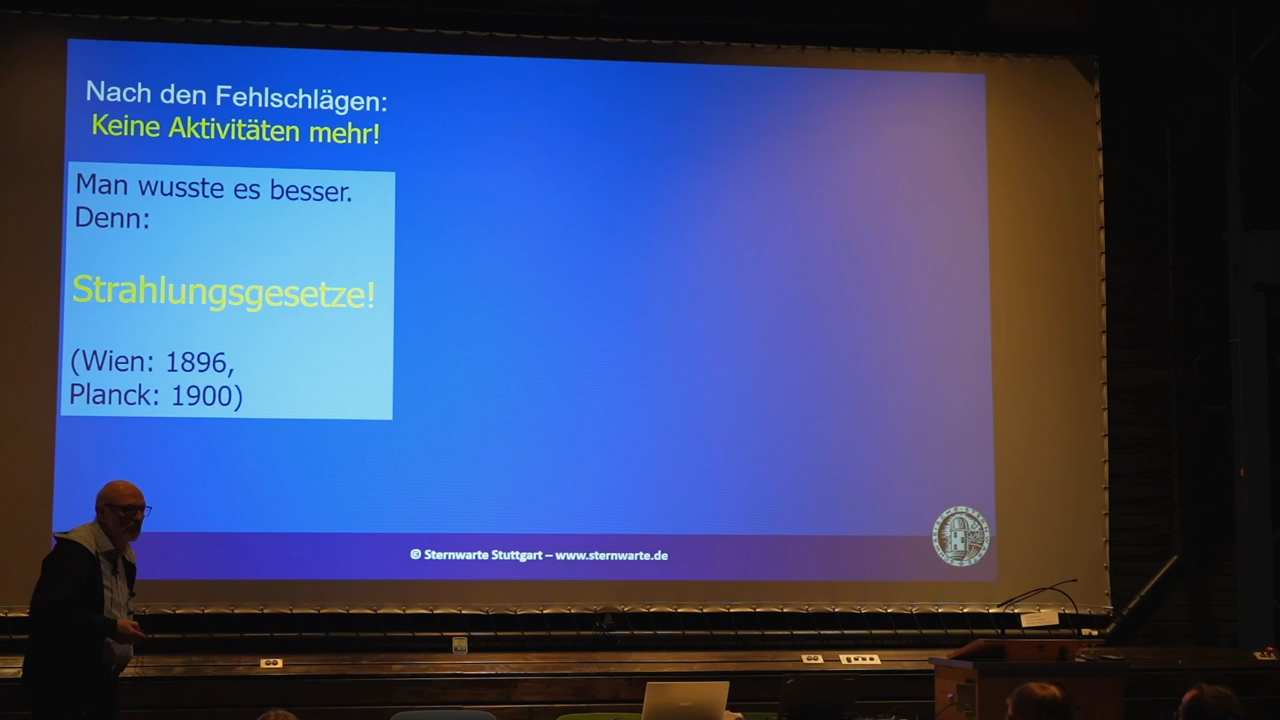 Nach den Fehlschlägen:
Keine Aktivitäten mehr!
Man wusste es besser.
Denn:
Strahlungsgesetze!
(Wien: 1896,
Planck: 1900)
© Sternwarte Stuttgart – www.sternwarte.de